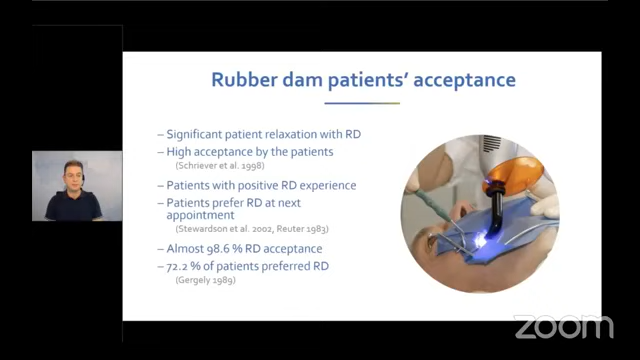 Rubber dam patients' acceptance
– Significant patient relaxation with RD
– High acceptance by the patients
(Schriever et al. 1998)
– Patients with positive RD experience
– Patients prefer RD at next
appointment
(Stewardson et al. 2002, Reuter 1983)
– Almost 98.6 % RD acceptance
– 72.2 % of patients preferred RD
(Gergely 1989)
zoom